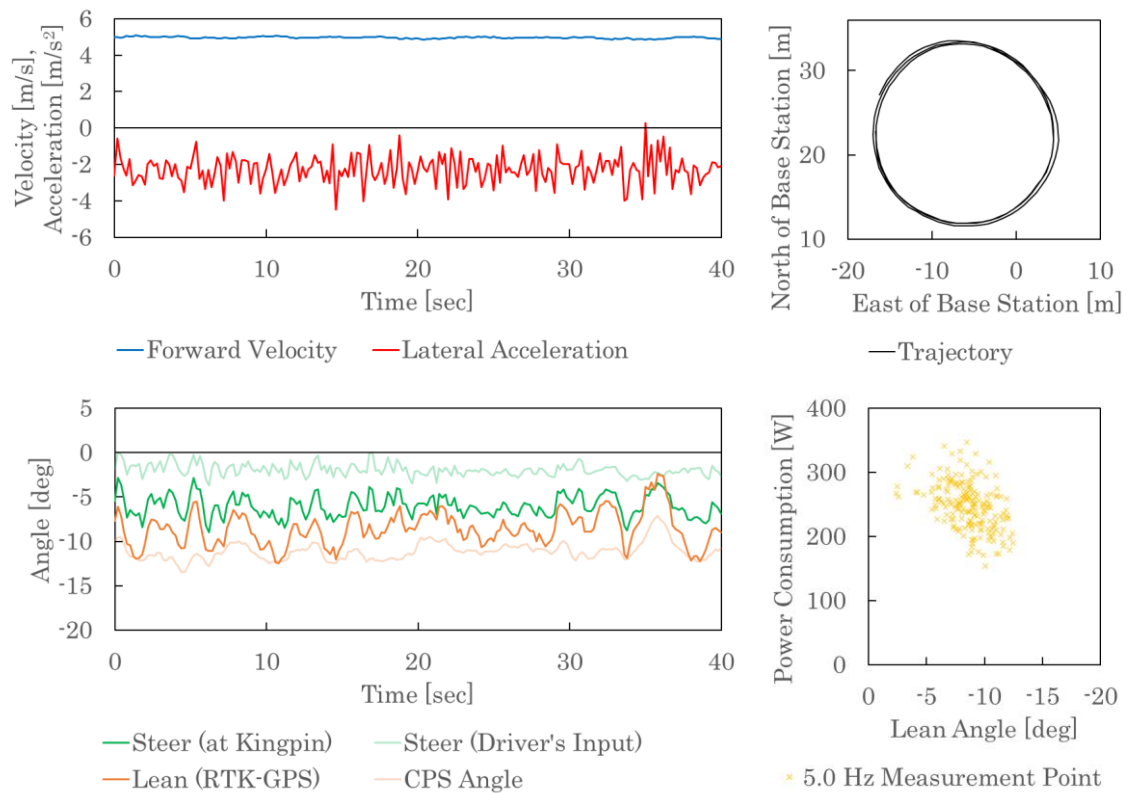 Velocity [m/s],
Acceleration [m/s²]
6
4
2
0
-2
-4
-6
0
10
20
30
40
Time [sec]
Forward Velocity
Lateral Acceleration
North of Base Station [m]
30
20
10
-20
-10
0
10
East of Base Station [m]
Trajectory
Angle [deg]
5
0
-5
-10
-15
-20
0
10
20
30
40
Time [sec]
Steer (at Kingpin)
Steer (Driver's Input)
Lean (RTK-GPS)
CPS Angle
Power Consumption [W]
400
300
200
100
0
0
-5
-10
-15
-20
Lean Angle [deg]
5.0 Hz Measurement Point